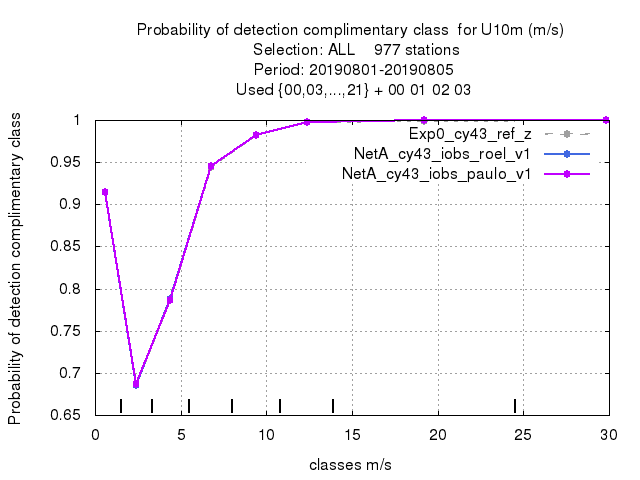 Probability of detection complimentary class  for U10m (m/s)
Selection: ALL    977 stations
Period: 20190801-20190805
Used {00,03,...,21} + 00 01 02 03
Exp0_cy43_ref_z
NetA_cy43_iobs_roel_v1
NetA_cy43_iobs_paulo_v1
Probability of detection complimentary class
1
0.95
0.9
0.85
0.8
0.75
0.7
0.65
0 5 10 15 20 25 30
classes m/s